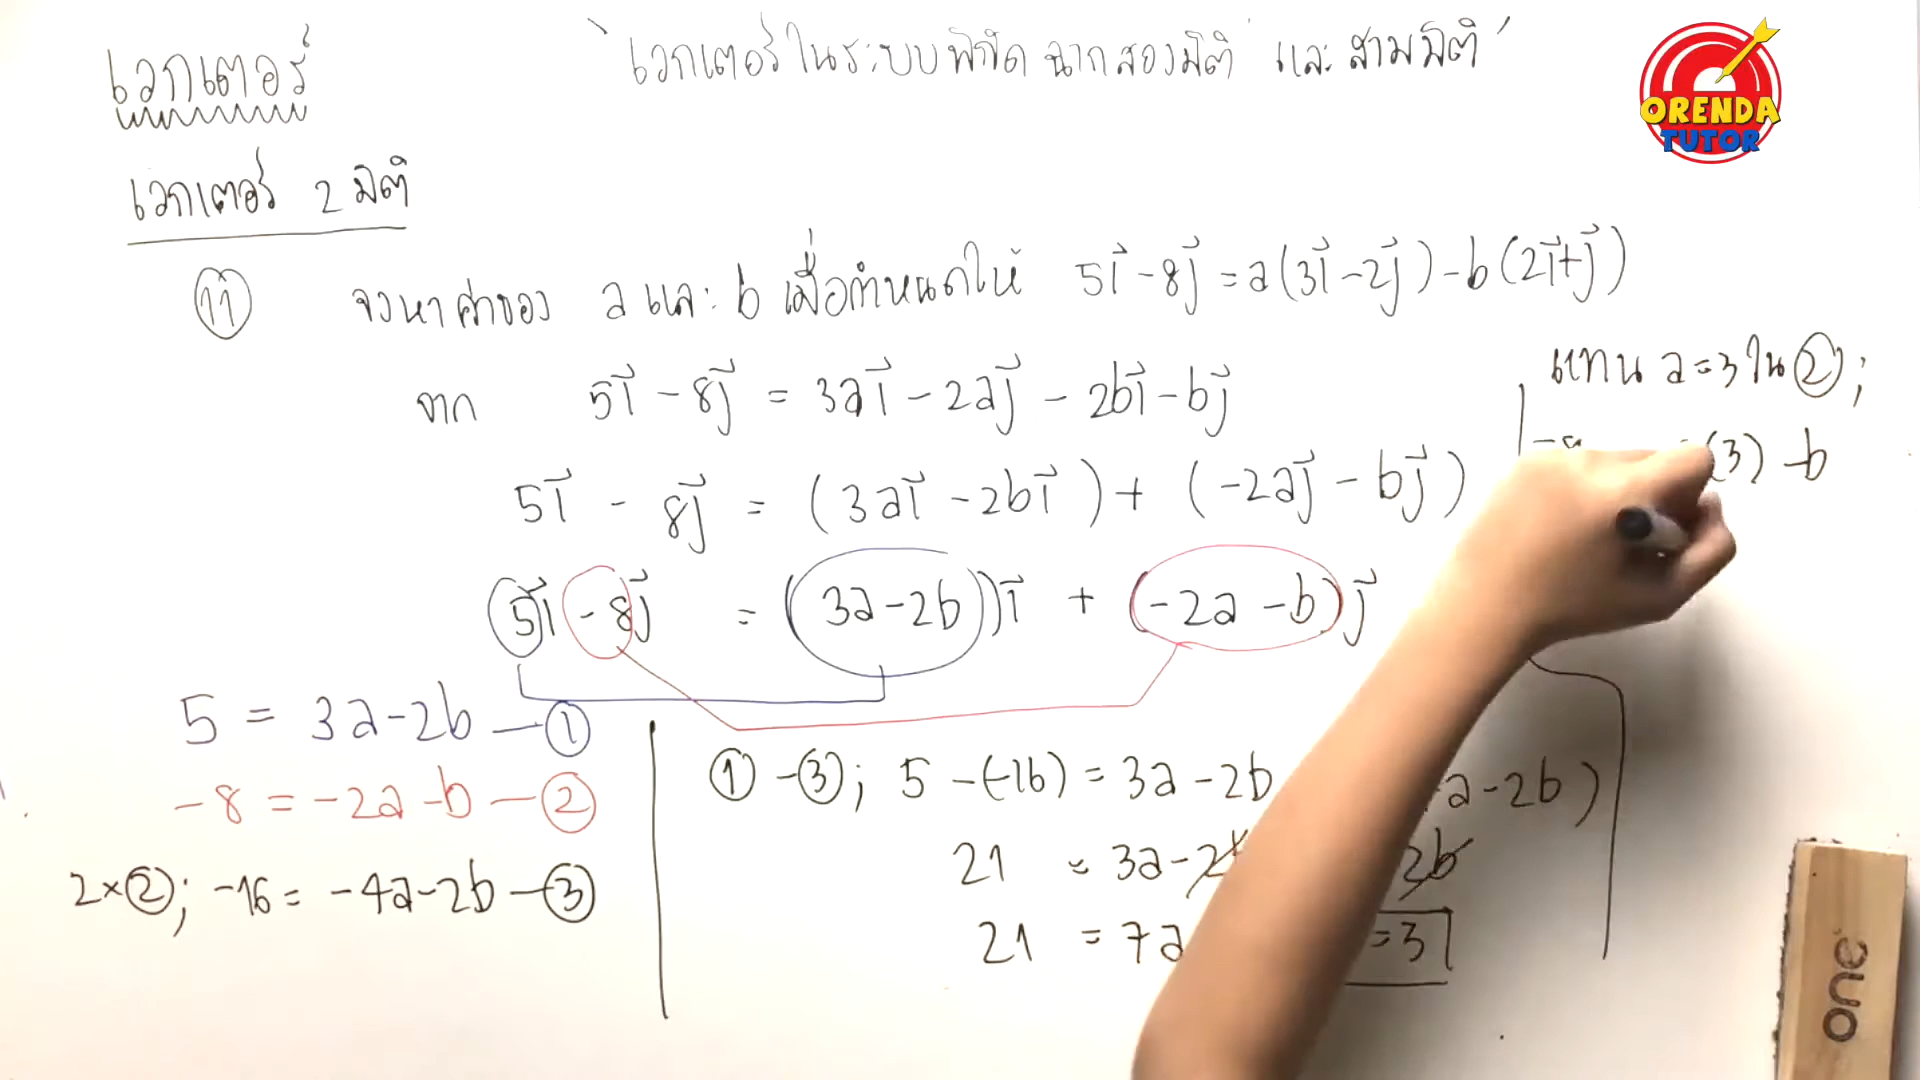 เวกเตอร์
"เวกเตอร์ในระบบพิกัดฉากสองมิติ และ สามมิติ"
ORENDA
TUTOR
เวกเตอร์ 2 มิติ
11 จงหาค่าของ a และ b เมื่อกำหนดให้ 5i⃗ - 8j⃗ = a(3i⃗ - 2j⃗) - b(2i⃗ + j⃗)
จาก 5i⃗ - 8j⃗ = 3ai⃗ - 2aj⃗ - 2bi⃗ - bj⃗
5i⃗ - 8j⃗ = (3ai⃗ - 2bi⃗) + (-2aj⃗ - bj⃗)
5i⃗ - 8j⃗ = (3a - 2b))i⃗ + (-2a - b)j⃗
5 = 3a - 2b — ①
-8 = -2a - b — ②
2×②; -16 = -4a - 2b — ③
① - ③; 5 - (-16) = 3a - 2b a - 2b)
21 = 3a - 2b 2b
21 = 7a = 3
แทน a = 3 ใน ②;
(3) - b
one